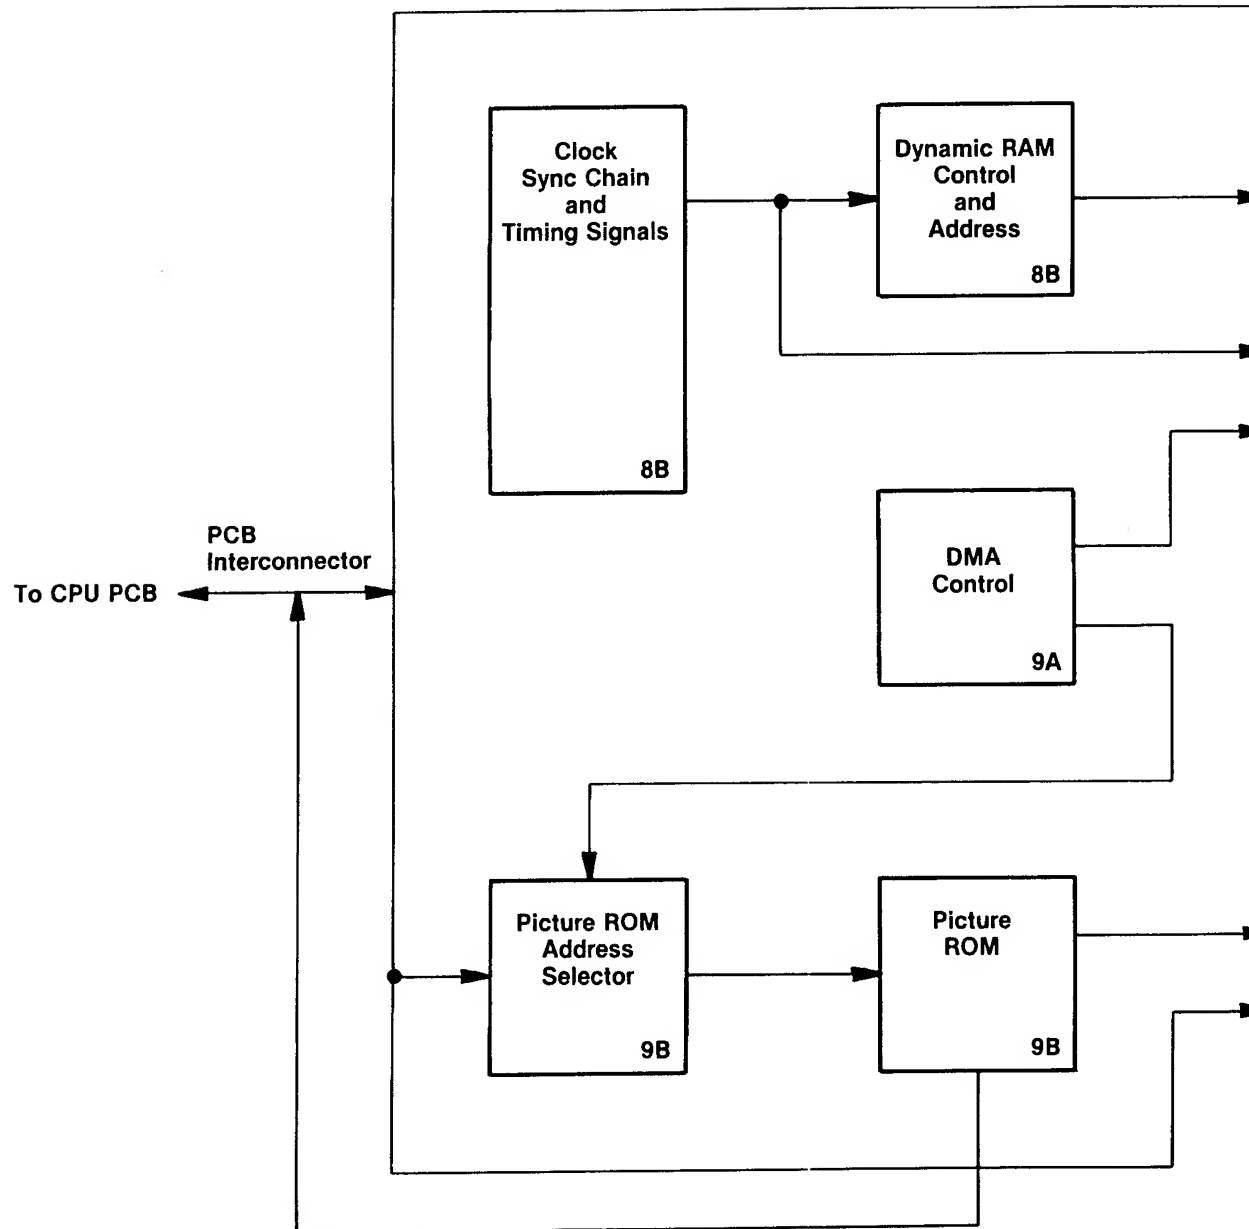 Clock
Sync Chain
and
Timing Signals
8B
Dynamic RAM
Control
and
Address
8B
PCB
Interconnector
To CPU PCB
DMA
Control
9A
Picture ROM
Address
Selector
9B
Picture
ROM
9B